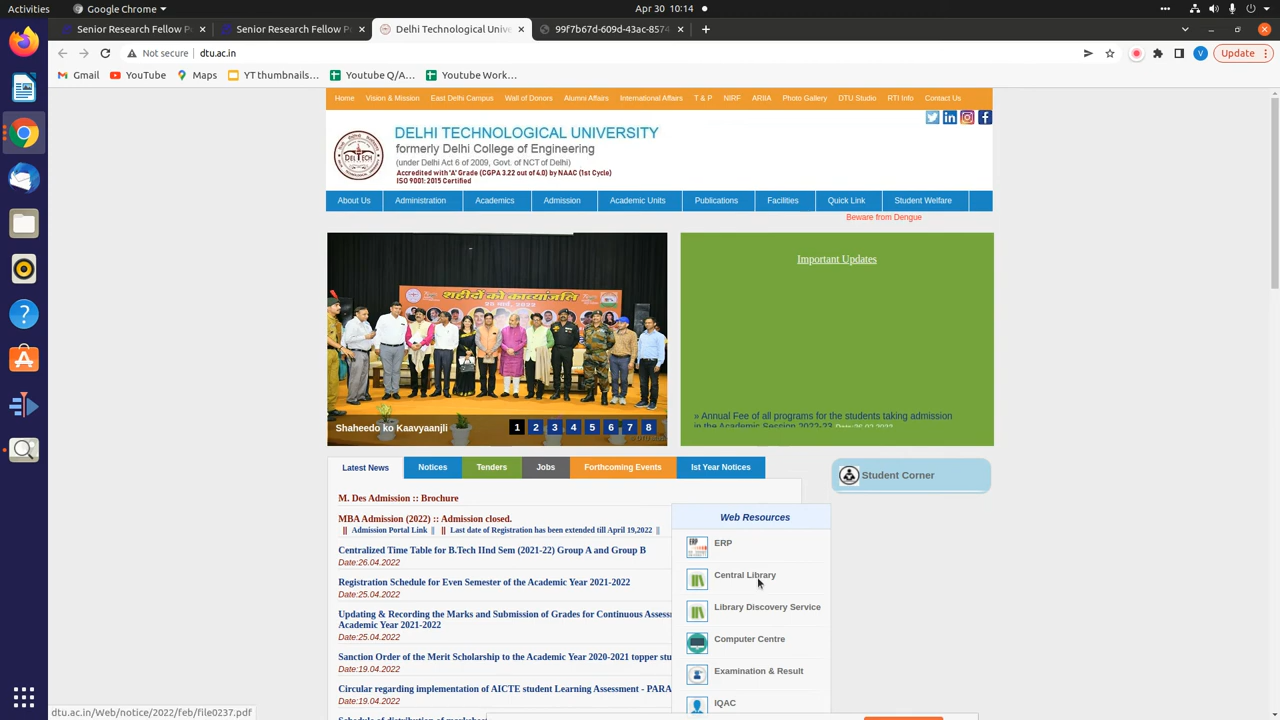 Senior Research Follow P
Senior Research Follow P
Delhi Technological Unive
99f7b67d-609d-43ac-8574
Not secure
dtu.ac.in
Update
Gmail
YouTube
Maps
YT thumbnails…
Youtube Q/A…
Youtube Work…
Home
Vision & Mission
East Delhi Campus
Wall of Donors
Alumni Affairs
International Affairs
T & P
NIRF
ARIIA
Photo Gallery
DTU Studio
RTI Info
Contact Us
DELTECH
DELHI TECHNOLOGICAL UNIVERSITY
formerly Delhi College of Engineering
(under Delhi Act 6 of 2009, Govt. of NCT of Delhi)
Accredited with 'A' Grade (CGPA 3.22 out of 4.0) by NAAC (1st Cycle)
ISO 9001: 2015 Certified
About Us
Administration
Academics
Admission
Academic Units
Publications
Facilities
Quick Link
Student Welfare
Beware from Dengue
शहीदों को काव्यांजलि
Shaheedo ko Kaavyaanjli
1 2 3 4 5 6 7 8
Important Updates
» Annual Fee of all programs for the students taking admission
in the Academic Session 2022-23
Latest News
Notices
Tenders
Jobs
Forthcoming Events
Ist Year Notices
Student Corner
M. Des Admission :: Brochure
MBA Admission (2022) :: Admission closed.
|| Admission Portal Link || || Last date of Registration has been extended till April 19,2022 ||
Centralized Time Table for B.Tech IInd Sem (2021-22) Group A and Group B
Date:26.04.2022
Registration Schedule for Even Semester of the Academic Year 2021-2022
Date:25.04.2022
Updating & Recording the Marks and Submission of Grades for Continuous Assess
Academic Year 2021-2022
Date:25.04.2022
Sanction Order of the Merit Scholarship to the Academic Year 2020-2021 topper stu
Date:19.04.2022
Circular regarding implementation of AICTE student Learning Assessment - PARA
Date:19.04.2022
Web Resources
ERP
Central Library
Library Discovery Service
Computer Centre
Examination & Result
IQAC
dtu.ac.in/Web/notice/2022/feb/file0237.pdf